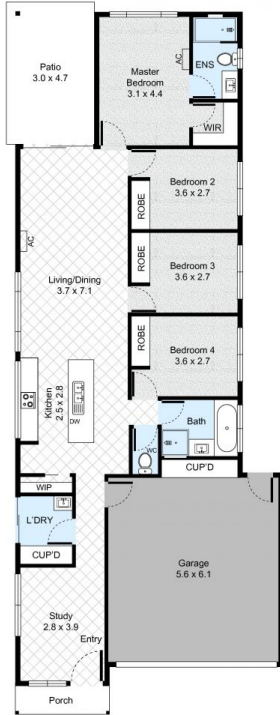 Patio
3.0 x 4.7
Master
Bedroom
3.1 x 4.4
AC
ENS
WIR
Bedroom 2
3.6 x 2.7
ROBE
AC
Living/Dining
3.7 x 7.1
ROBE
Bedroom 3
3.6 x 2.7
ROBE
Bedroom 4
3.6 x 2.7
Kitchen
2.5 x 2.8
DW
WC
Bath
CUP'D
WIP
L'DRY
CUP'D
Garage
5.6 x 6.1
Study
2.8 x 3.9
Entry
Porch